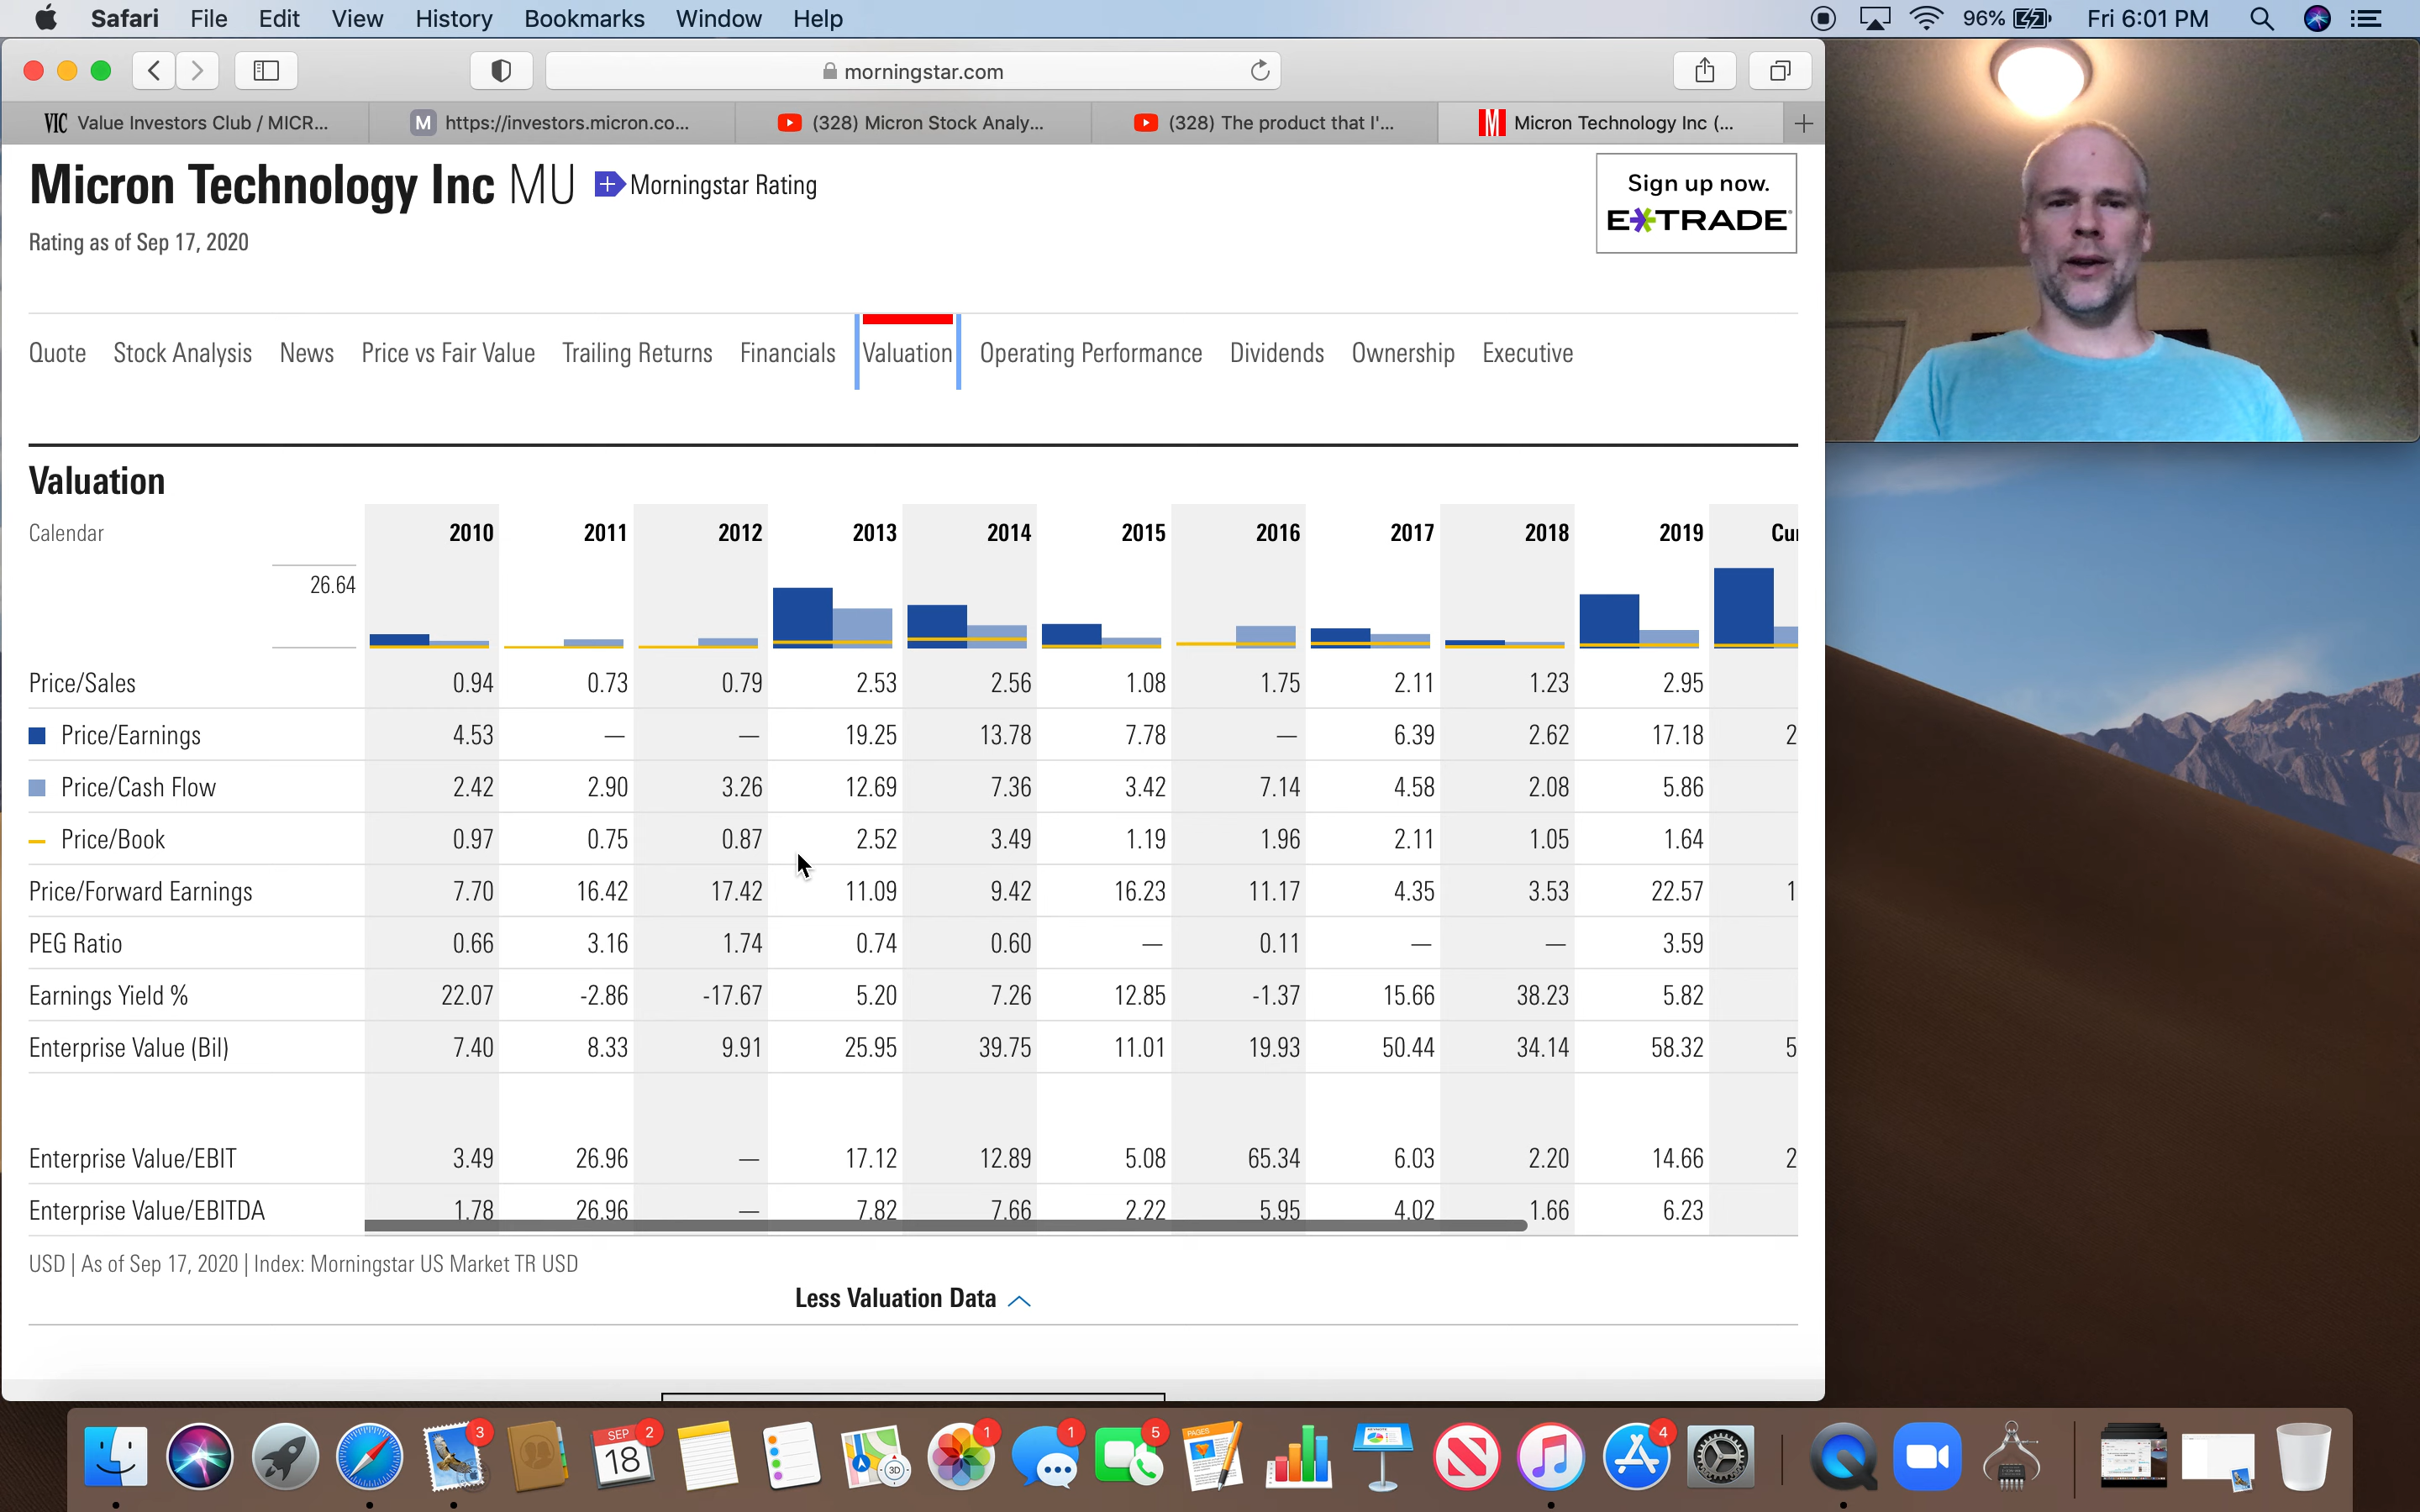 Safari File Edit View History Bookmarks Window Help 96% Fri 6:01 PM
morningstar.com
VIC Value Investors Club / MICR... M https://investors.micron.co... (328) Micron Stock Analy... (328) The product that I'... Micron Technology Inc (...
Micron Technology Inc MU Morningstar Rating
Rating as of Sep 17, 2020
Sign up now.
E*TRADE
Quote Stock Analysis News Price vs Fair Value Trailing Returns Financials Valuation Operating Performance Dividends Ownership Executive
Valuation
Calendar 2010 2011 2012 2013 2014 2015 2016 2017 2018 2019 Cur
26.64
Price/Sales 0.94 0.73 0.79 2.53 2.56 1.08 1.75 2.11 1.23 2.95
Price/Earnings 4.53 — — 19.25 13.78 7.78 — 6.39 2.62 17.18 2
Price/Cash Flow 2.42 2.90 3.26 12.69 7.36 3.42 7.14 4.58 2.08 5.86
Price/Book 0.97 0.75 0.87 2.52 3.49 1.19 1.96 2.11 1.05 1.64
Price/Forward Earnings 7.70 16.42 17.42 11.09 9.42 16.23 11.17 4.35 3.53 22.57 1
PEG Ratio 0.66 3.16 1.74 0.74 0.60 — 0.11 — — 3.59
Earnings Yield % 22.07 -2.86 -17.67 5.20 7.26 12.85 -1.37 15.66 38.23 5.82
Enterprise Value (Bil) 7.40 8.33 9.91 25.95 39.75 11.01 19.93 50.44 34.14 58.32 5
Enterprise Value/EBIT 3.49 26.96 — 17.12 12.89 5.08 65.34 6.03 2.20 14.66 2
Enterprise Value/EBITDA 1.78 26.96 — 7.82 7.66 2.22 5.95 4.02 1.66 6.23
USD | As of Sep 17, 2020 | Index: Morningstar US Market TR USD
Less Valuation Data
3 SEP 2 1 1 5 PAGES 4
18 3D